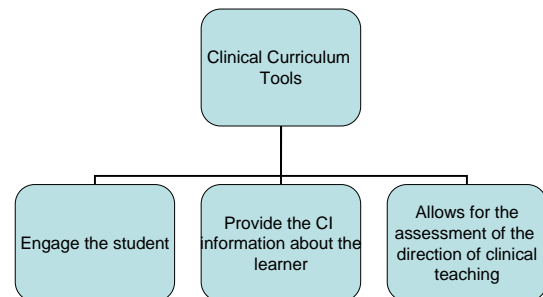 Clinical Curriculum
Tools
Engage the student
Provide the CI
information about the
learner
Allows for the
assessment of the
direction of clinical
teaching